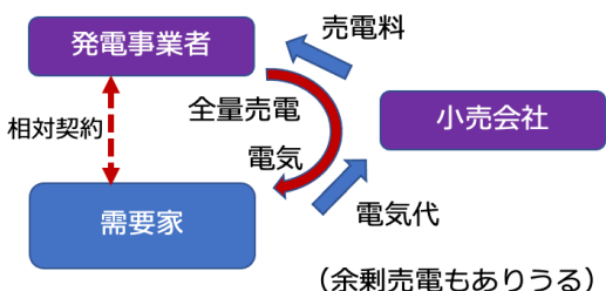 発電事業者
売電料
全量売電
小売会社
相対契約
電気
需要家
電気代
（余剰売電もありうる）